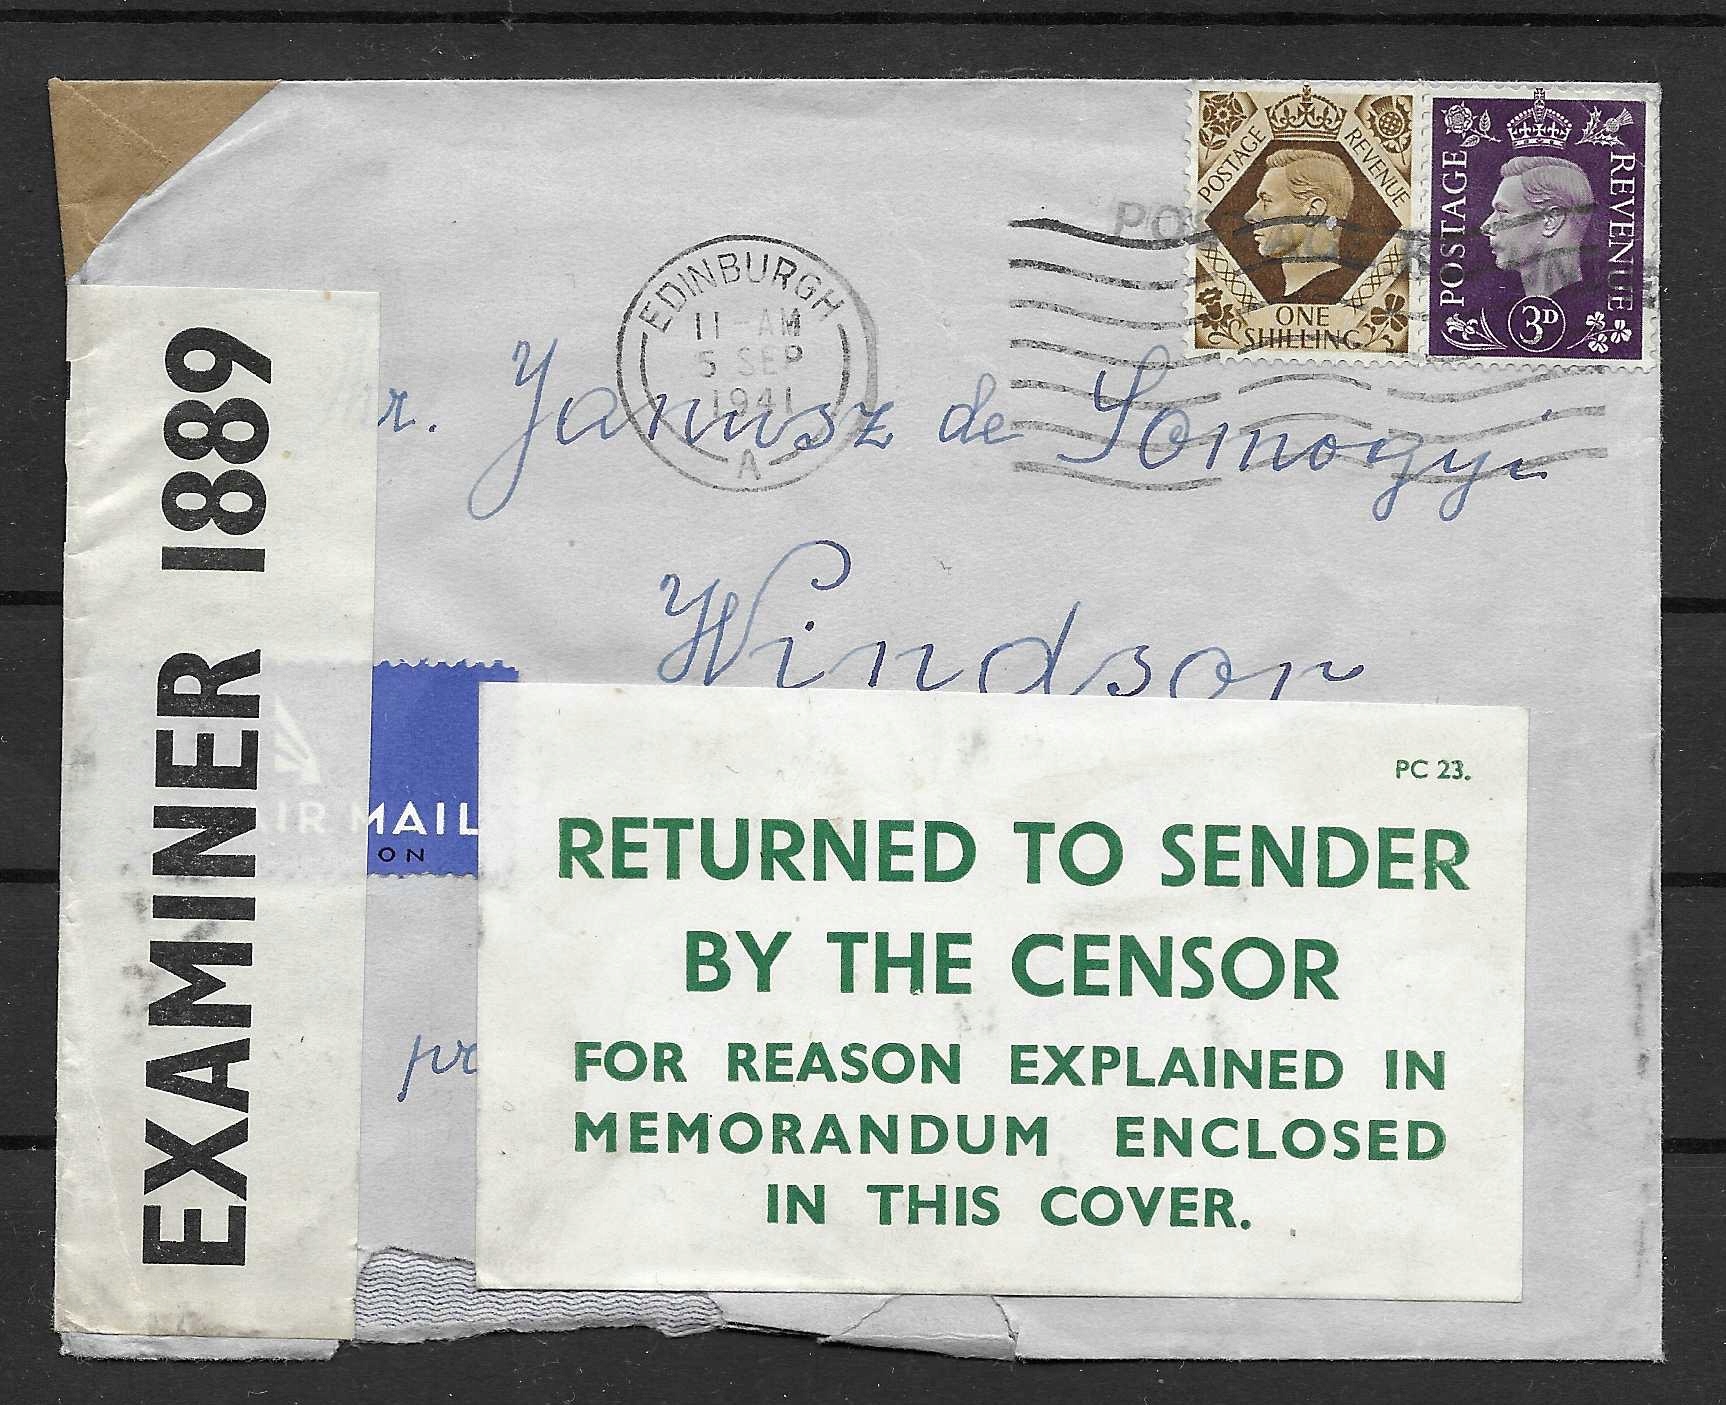 POSTAGE REVENUE
ONE
SHILLING
POSTAGE REVENUE
3D
EDINBURGH
11-AM
5 SEP
1941
A
Mr. Janusz de Somogyi
Windsor
EXAMINER 1889
AIR MAIL
ON
PC 23.
RETURNED TO SENDER
BY THE CENSOR
FOR REASON EXPLAINED IN
MEMORANDUM ENCLOSED
IN THIS COVER.